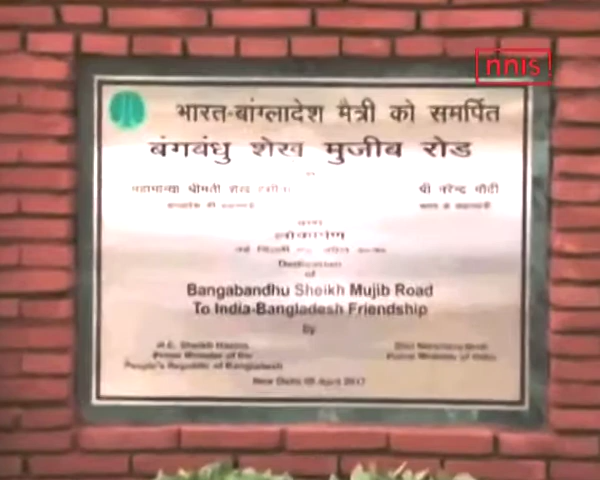 nnis
भारत-बांग्लादेश मैत्री को समर्पित
बंगबंधु शेख मुजीब रोड
श्री नरेन्द्र मोदी
लोकार्पण
Dedication
of
Bangabandhu Sheikh Mujib Road
To India-Bangladesh Friendship
by
H.E. Sheikh Hasina
Prime Minister of the
Prime Minister of India
People's Republic of Bangladesh
New Delhi April 2017